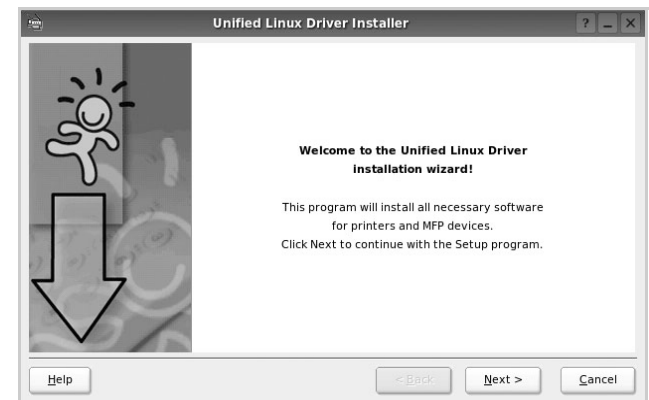 Unified Linux Driver Installer
? _ X
Welcome to the Unified Linux Driver
installation wizard!
This program will install all necessary software
for printers and MFP devices.
Click Next to continue with the Setup program.
Help
< Back
Next >
Cancel